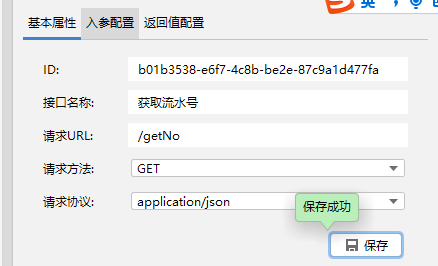 英
基本属性 入参配置 返回值配置
ID: b01b3538-e6f7-4c8b-be2e-87c9a1d477fa
接口名称: 获取流水号
请求URL: /getNo
请求方法: GET
请求协议: application/json
保存成功
保存